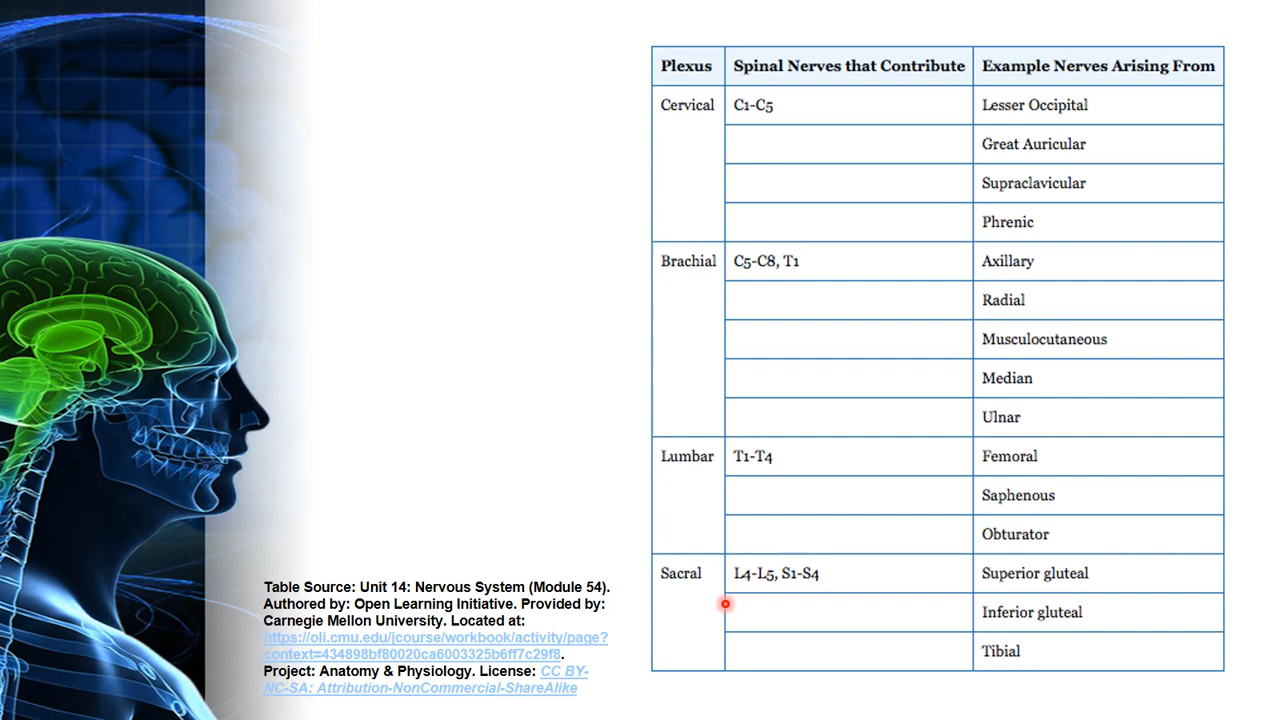 Plexus Spinal Nerves that Contribute Example Nerves Arising From
Cervical C1-C5 Lesser Occipital
Great Auricular
Supraclavicular
Phrenic
Brachial C5-C8, T1 Axillary
Radial
Musculocutaneous
Median
Ulnar
Lumbar T1-T4 Femoral
Saphenous
Obturator
Sacral L4-L5, S1-S4 Superior gluteal
Inferior gluteal
Tibial
Table Source: Unit 14: Nervous System (Module 54).
Authored by: Open Learning Initiative. Provided by:
Carnegie Mellon University. Located at:
https://oli.cmu.edu/jcourse/workbook/activity/page?
context=434898bf80020ca6003325b6ff7c29f8.
Project: Anatomy & Physiology. License: CC BY-
NC-SA: Attribution-NonCommercial-ShareAlike